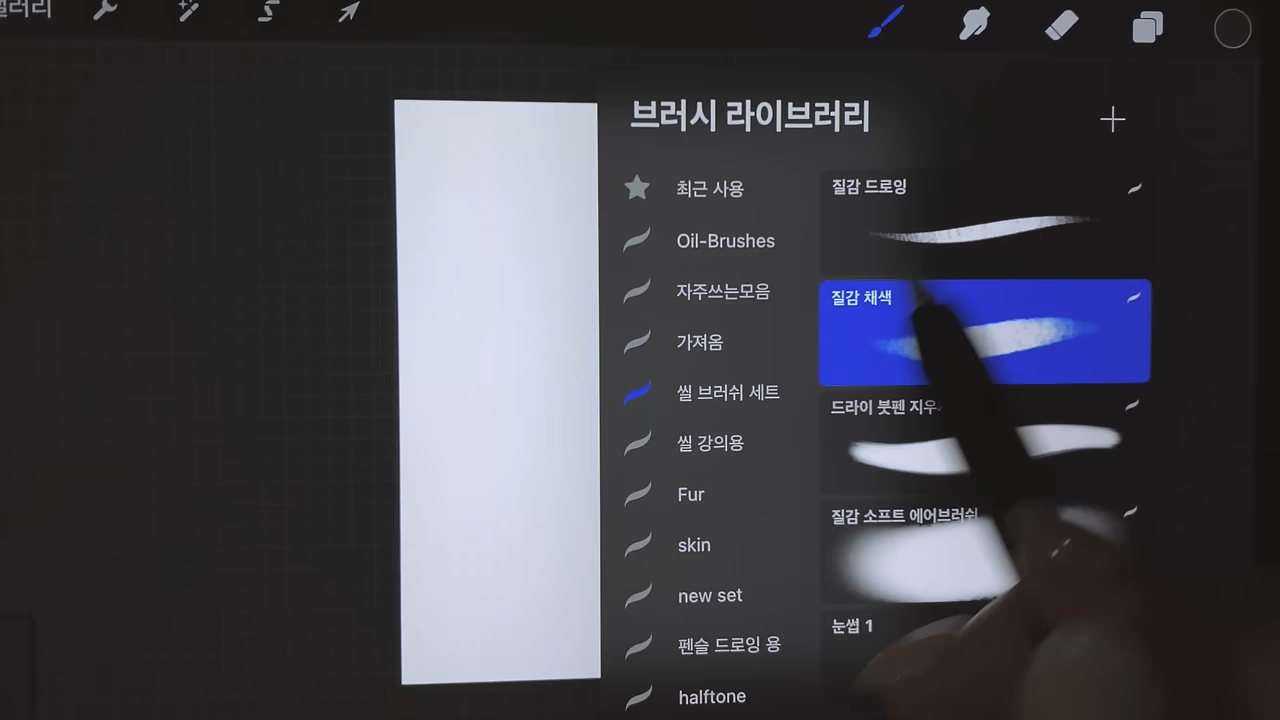 브러시 라이브러리
최근 사용
Oil-Brushes
자주쓰는모음
가져옴
씰 브러쉬 세트
씰 강의용
Fur
skin
new set
펜슬 드로잉 용
halftone
질감 드로잉
질감 채색
드라이 붓펜
질감 소프트 에어브러쉬
눈썹 1